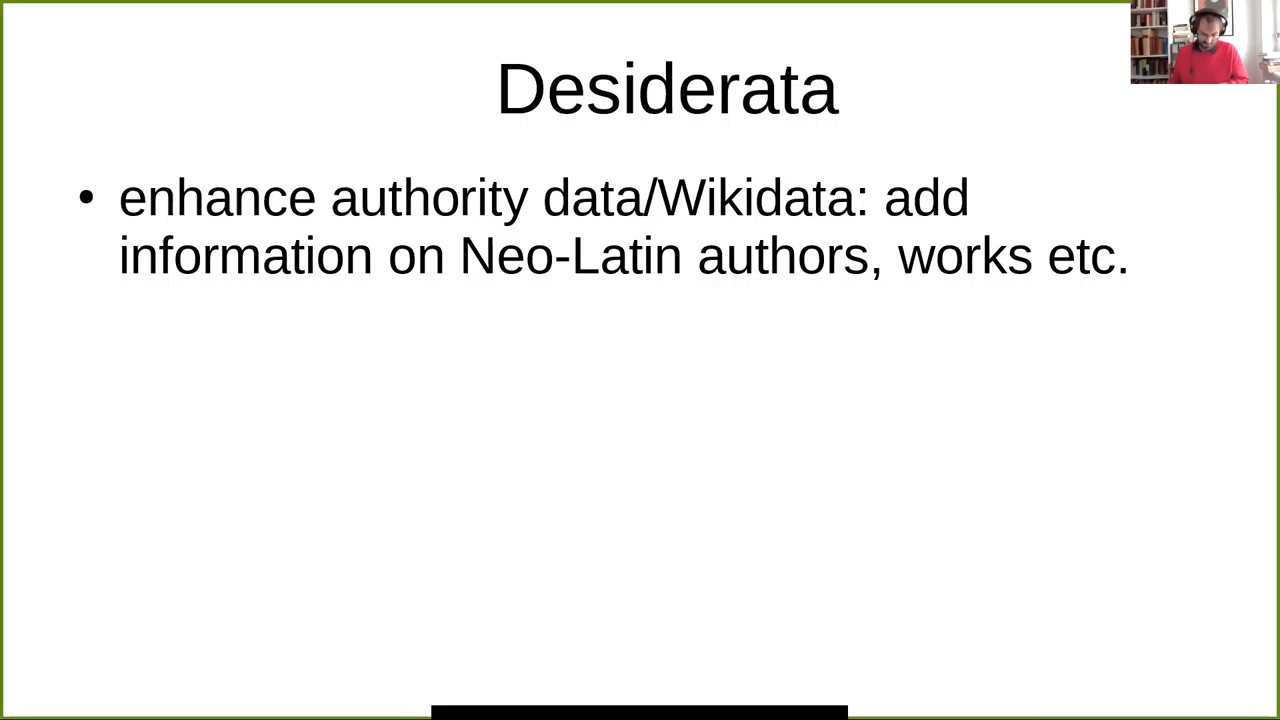 Desiderata
• enhance authority data/Wikidata: add
information on Neo-Latin authors, works etc.